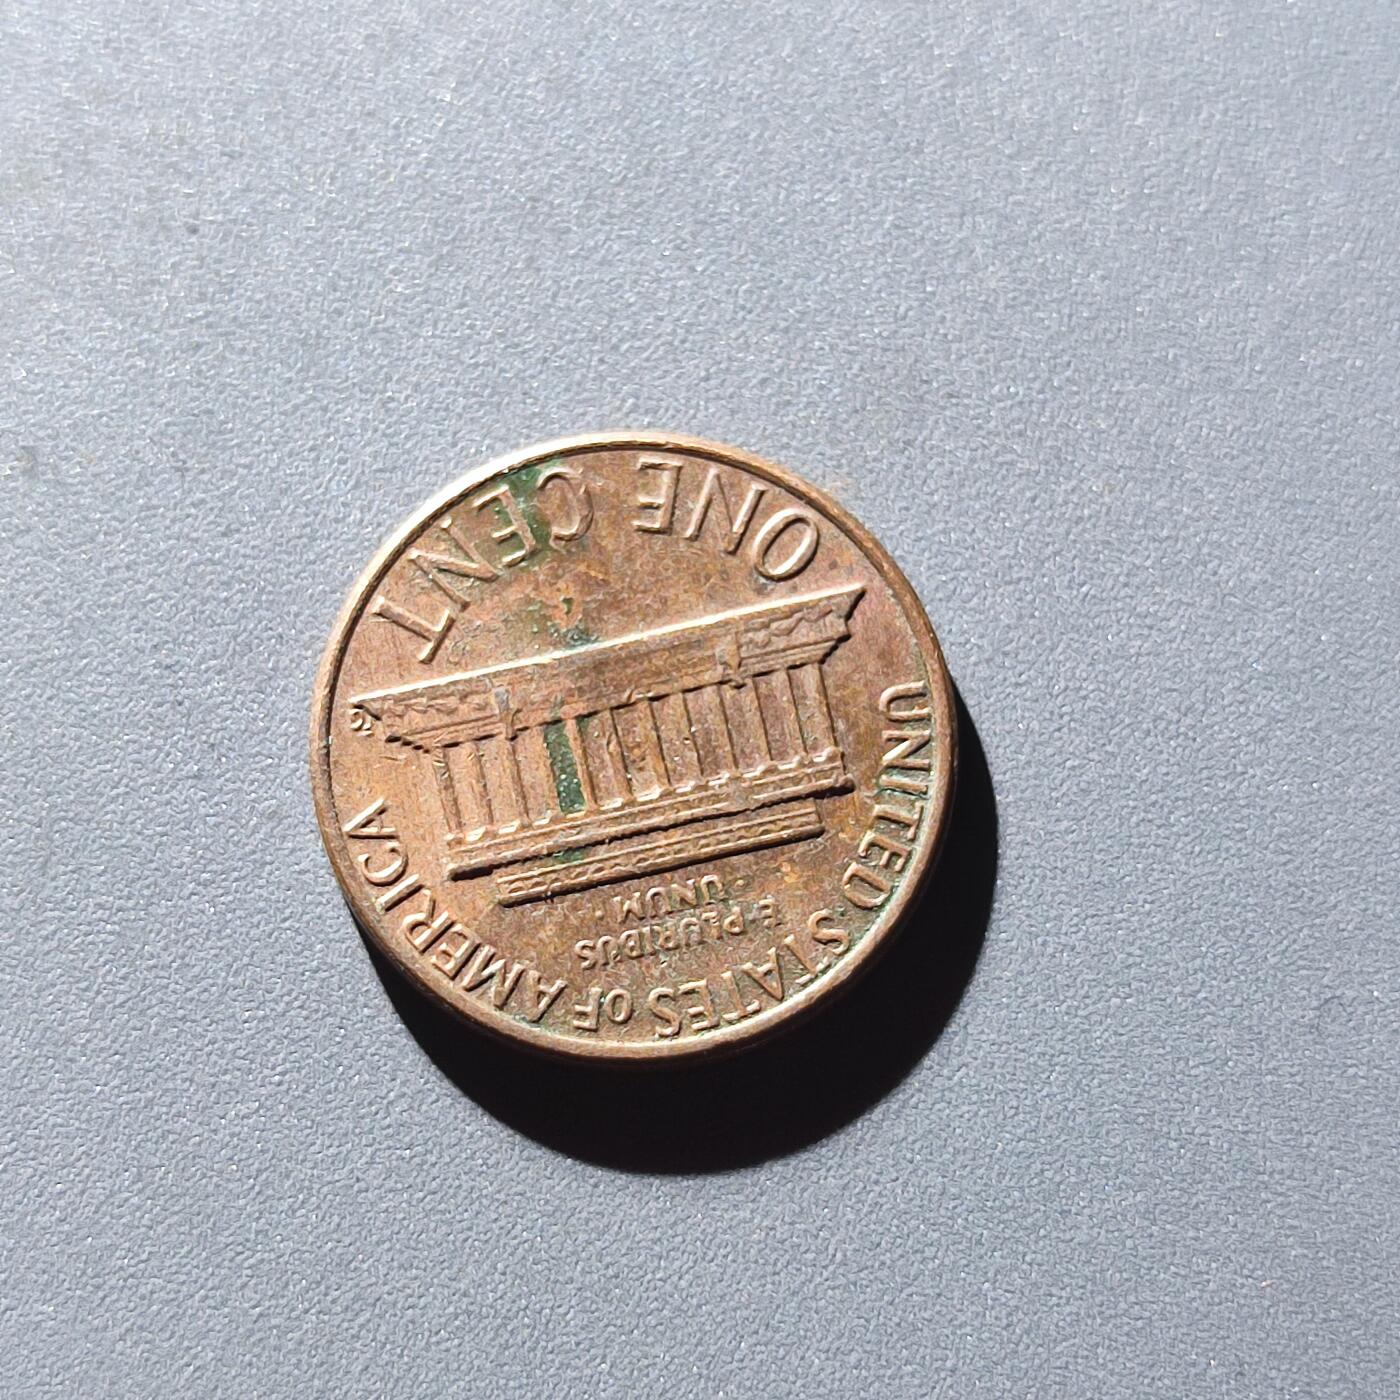 UNITED STATES OF AMERICA
E PLURIBUS
· UNUM ·
ONE CENT